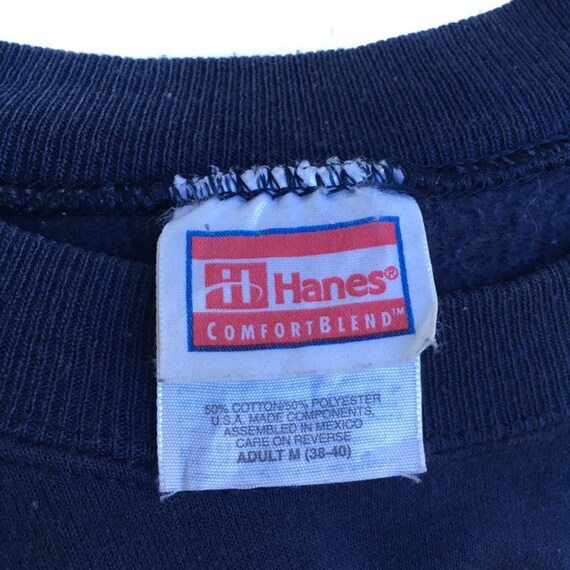 Hanes®
COMFORTBLEND™
50% COTTON/50% POLYESTER
U.S.A. MADE COMPONENTS,
ASSEMBLED IN MEXICO
CARE ON REVERSE
ADULT M (38-40)